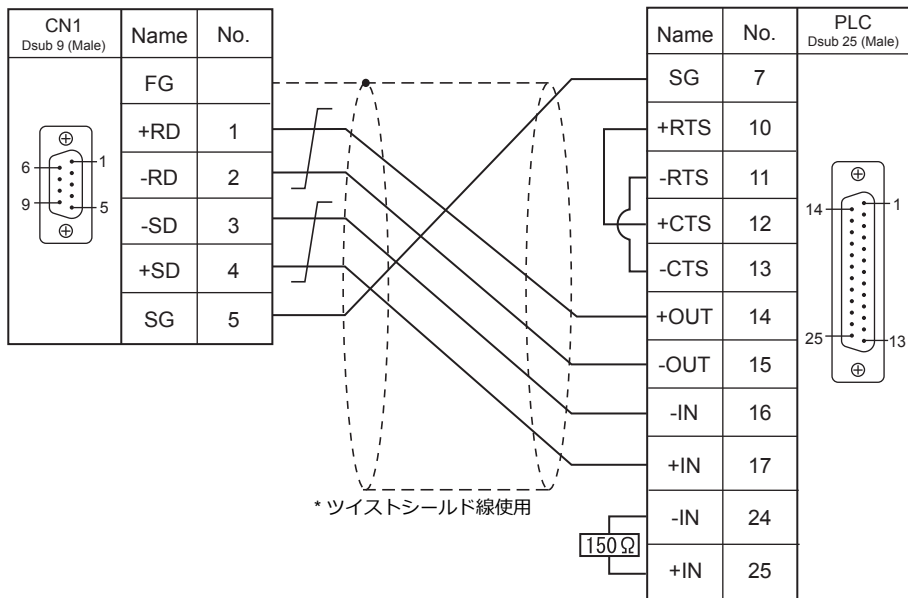 CN1
Dsub 9 (Male)
Name No.
FG
+RD 1
-RD 2
-SD 3
+SD 4
SG 5
6
1
9
5
Name No.
PLC
Dsub 25 (Male)
SG 7
+RTS 10
-RTS 11
+CTS 12
-CTS 13
+OUT 14
-OUT 15
-IN 16
+IN 17
-IN 24
+IN 25
14
1
25
13
150Ω
* ツイストシールド線使用